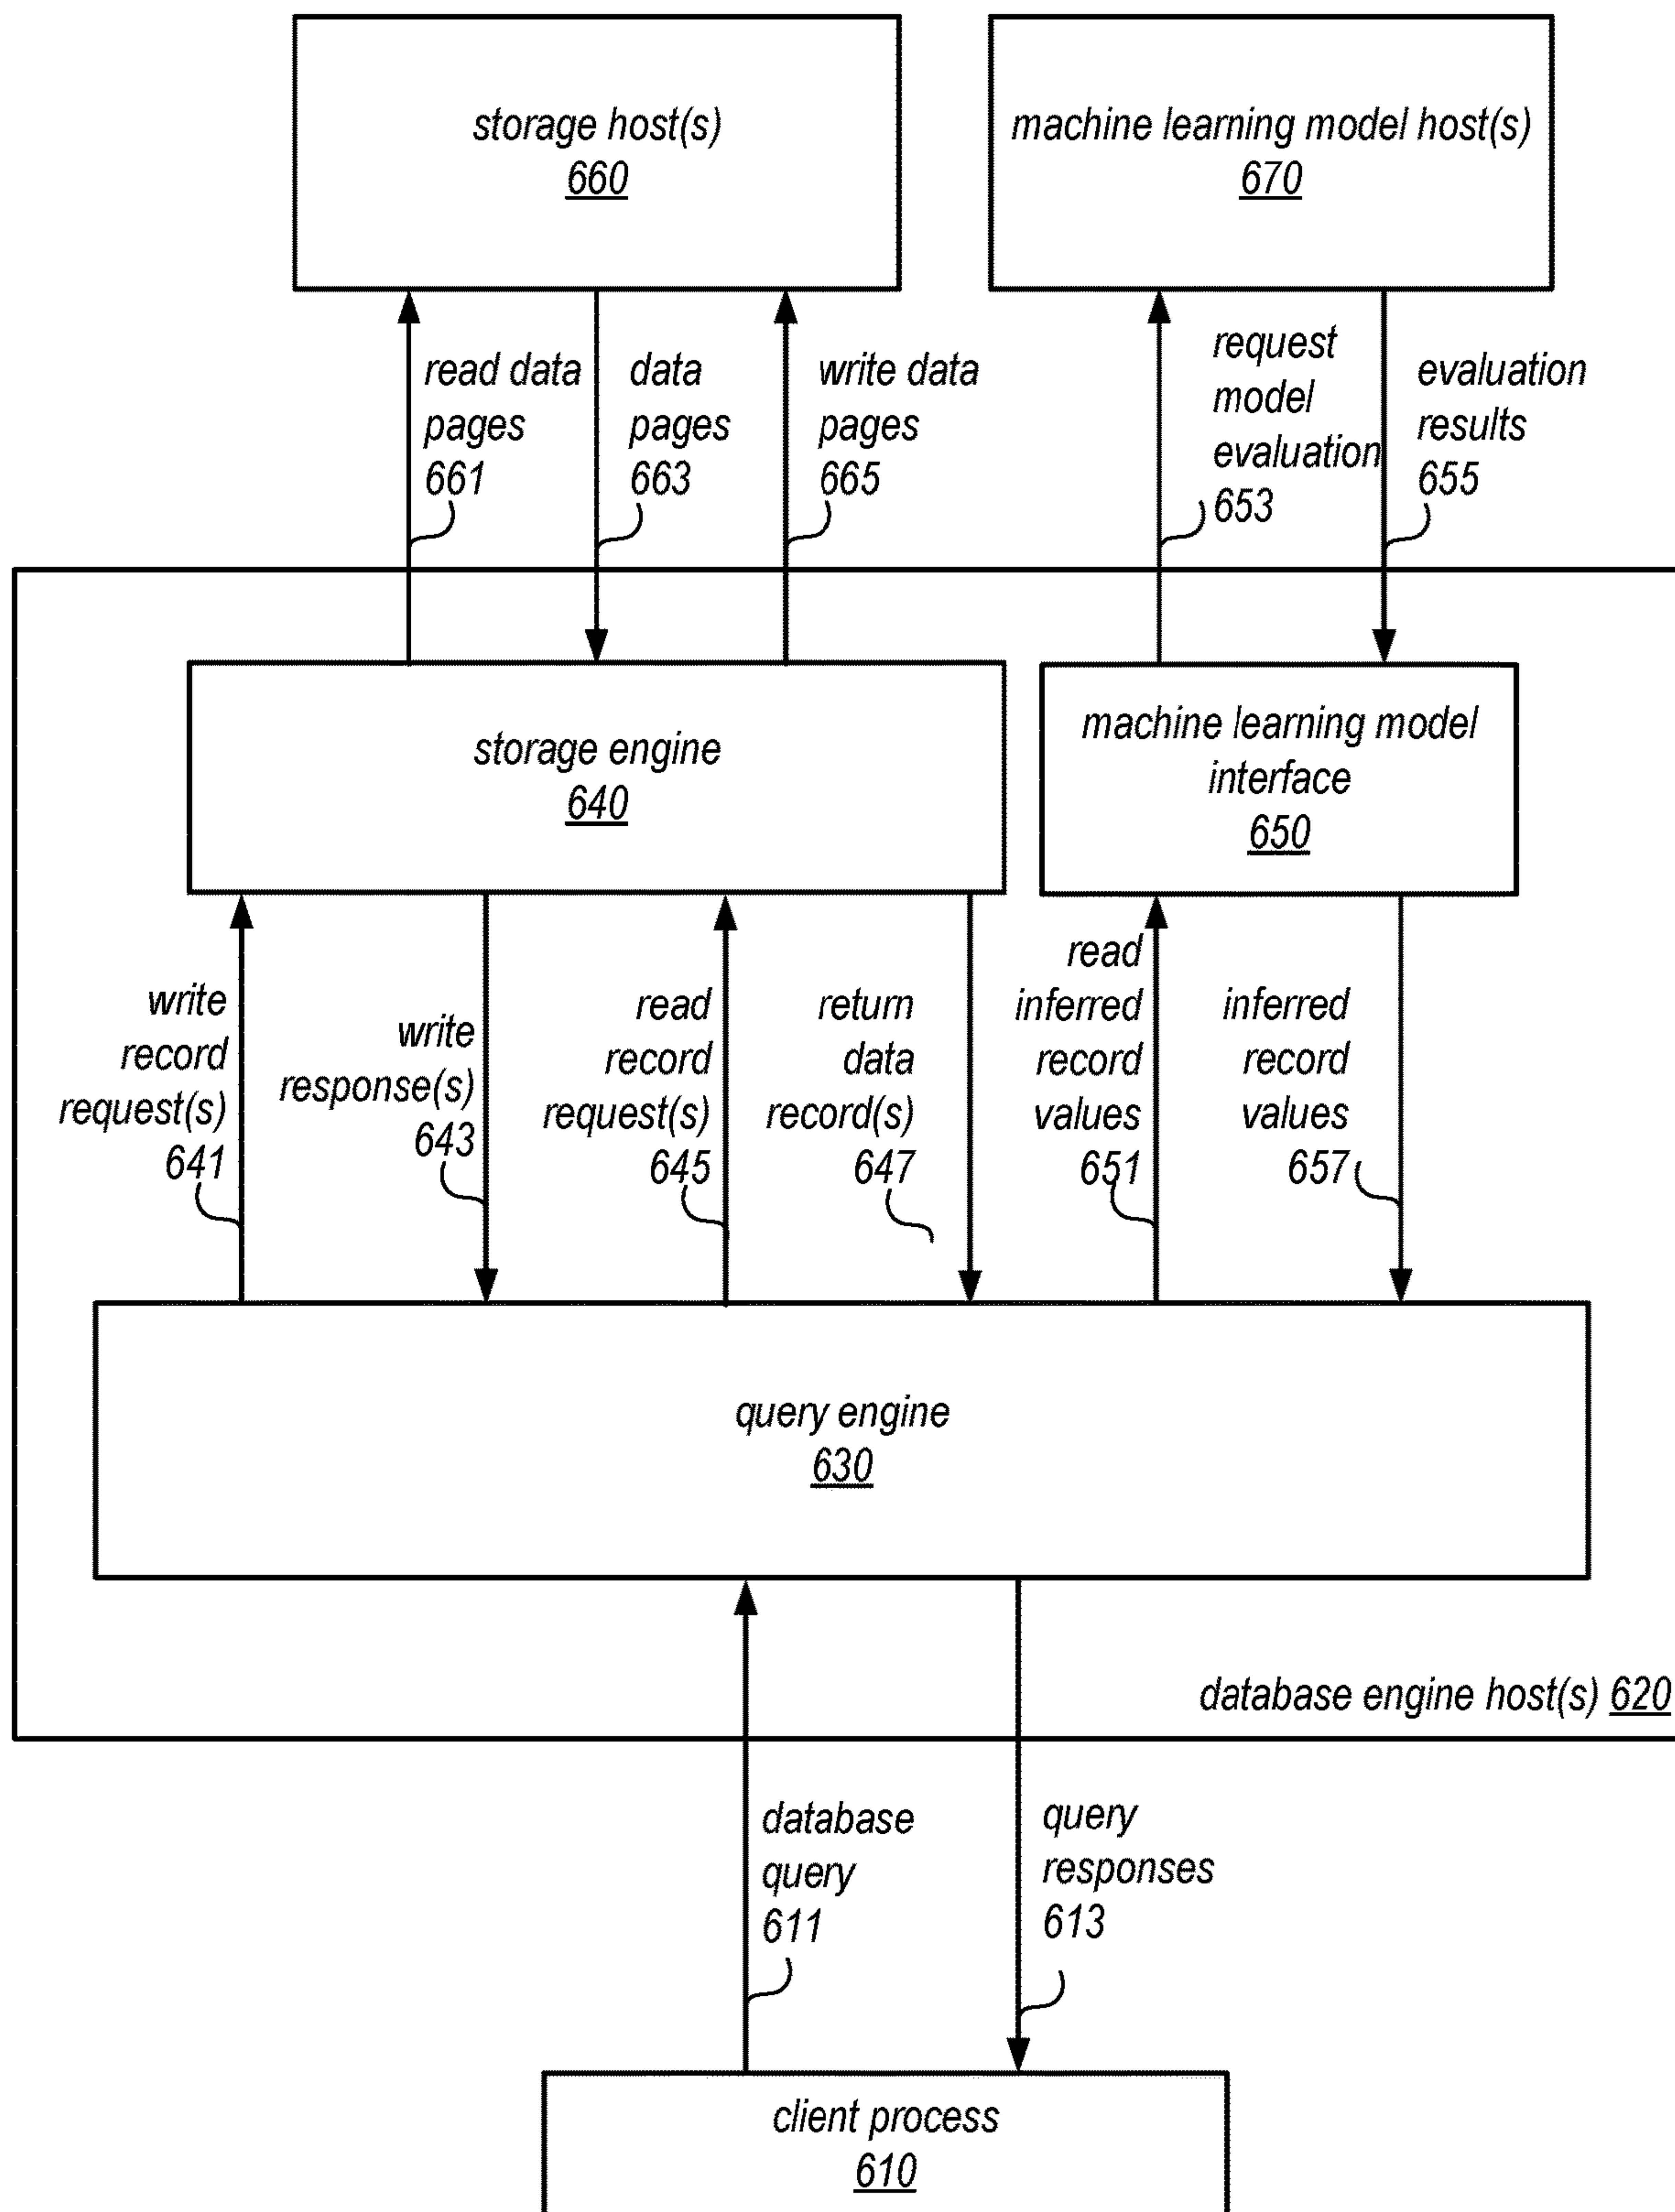 storage host(s)
660
machine learning model host(s)
670
read data
pages
661
data
pages
663
write data
pages
665
request
model
evaluation
653
evaluation
results
655
storage engine
640
machine learning model
interface
650
write
record
request(s)
641
write
response(s)
643
read
record
request(s)
645
return
data
record(s)
647
read
inferred
record
values
651
inferred
record
values
657
query engine
630
database engine host(s) 620
database
query
611
query
responses
613
client process
610